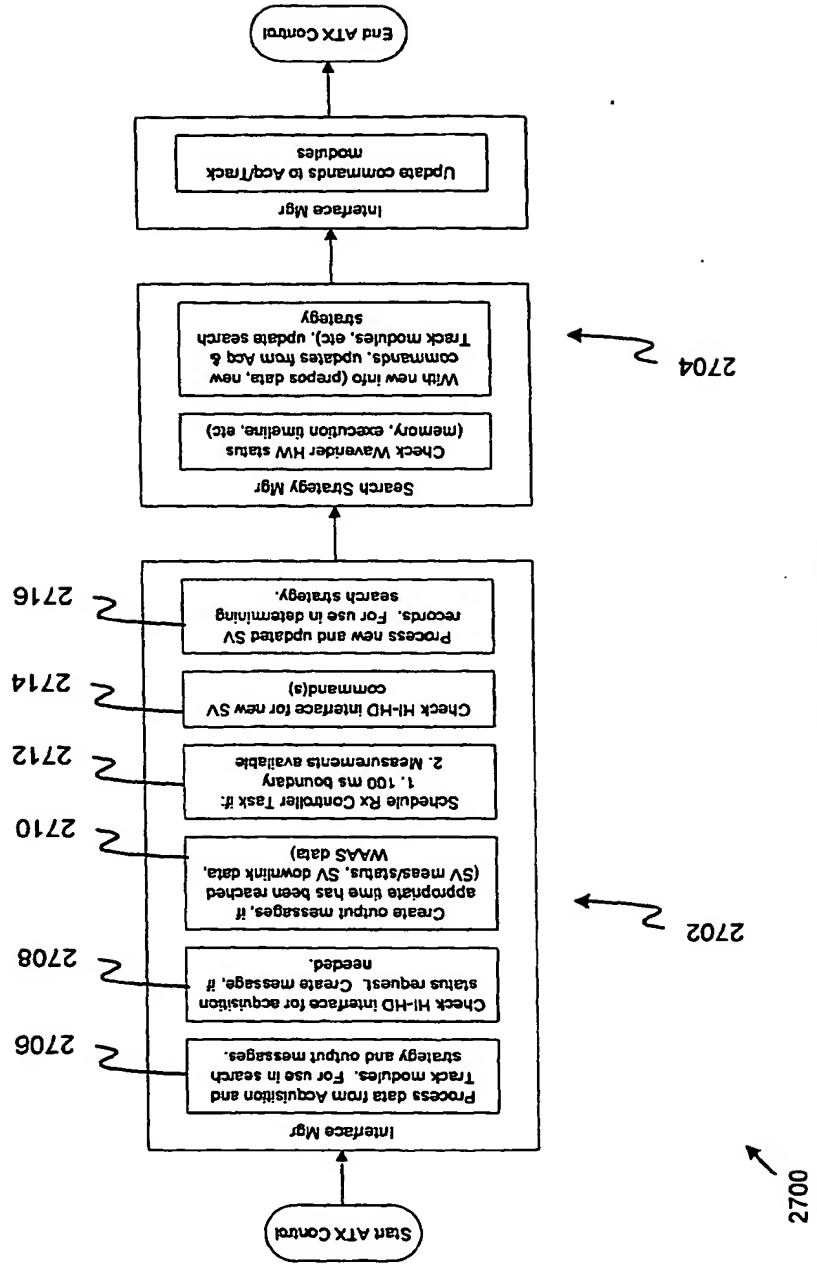 2700
Start ATX Control
Interface Mgr
Process data from Acquisition and
Track modules. For use in search
strategy and output messages.
2706
Check HI-HD interface for acquisition
status request. Create message, if
needed.
2708
Create output messages, if
appropriate time has been reached
(SV meas/status, SV downlink data,
WAAS data)
2710
Schedule Rx Controller Task if:
1. 100 ms boundary
2. Measurements available
2712
Check HI-HD interface for new SV
command(s)
2714
Process new and updated SV
records. For use in determining
search strategy.
2716
2702
Search Strategy Mgr
Check Waverider HW status
(memory, execution timeline, etc)
With new info (prepos data, new
commands, updates from Acq &
Track modules, etc), update search
strategy
2704
Interface Mgr
Update commands to Acq/Track
modules
End ATX Control